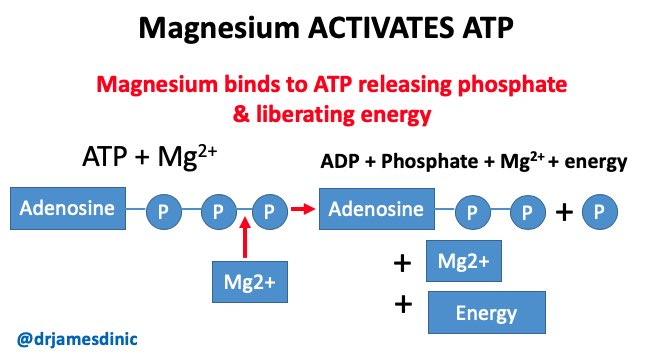 Magnesium ACTIVATES ATP
Magnesium binds to ATP releasing phosphate
& liberating energy
ATP + Mg²⁺
ADP + Phosphate + Mg²⁺ + energy
Adenosine P P P
Adenosine P P + P
Mg2+
+ Mg2+
+ Energy
@drjamesdinic